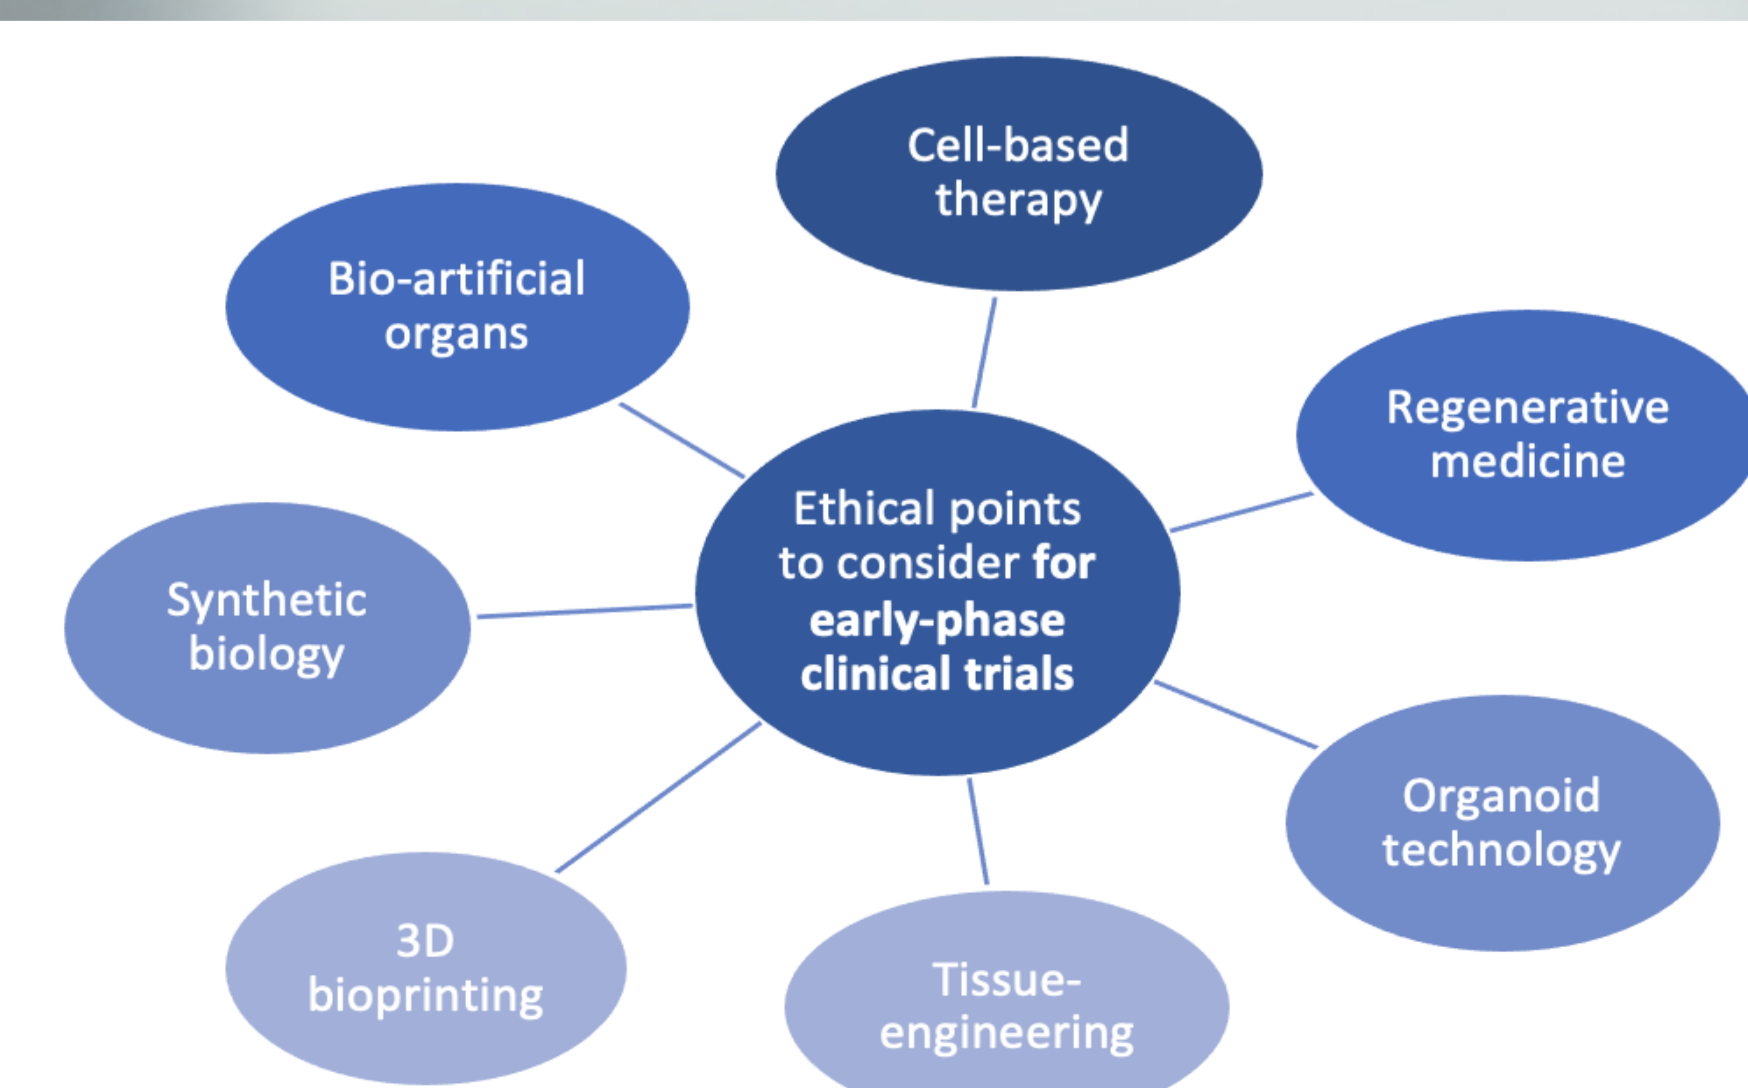 Cell-based
therapy
Bio-artificial
organs
Regenerative
medicine
Ethical points
to consider for
early-phase
clinical trials
Synthetic
biology
Organoid
technology
3D
bioprinting
Tissue-
engineering